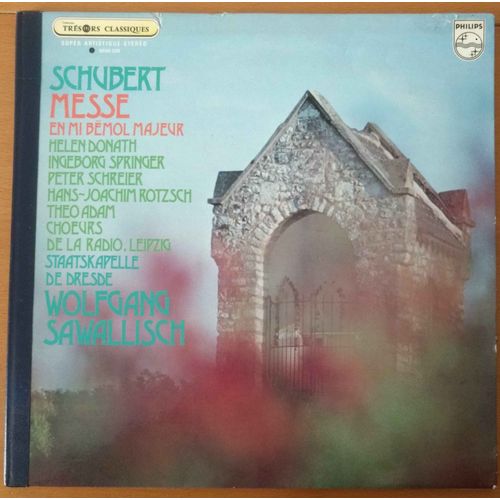 TRÉSORS CLASSIQUES
SUPER ARTISTIQUE STEREO
PHILIPS
SCHUBERT
MESSE
EN MI BÉMOL MAJEUR
HELEN DONATH
INGEBORG SPRINGER
PETER SCHREIER
HANS-JOACHIM ROTZSCH
THEO ADAM
CHOEURS
DE LA RADIO, LEIPZIG
STAATSKAPELLE
DE DRESDE
WOLFGANG
SAWALLISCH